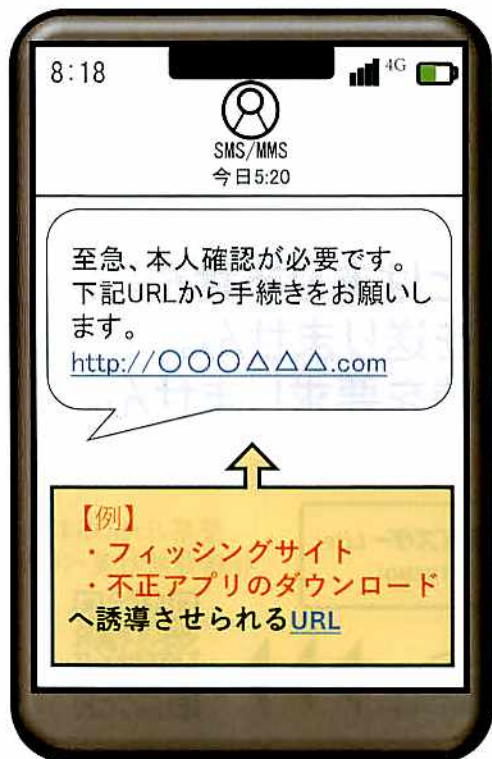 8:18
4G
SMS/MMS
今日5:20
至急、本人確認が必要です。
下記URLから手続きをお願いし
ます。
http://○○○△△△.com
【例】
・フィッシングサイト
・不正アプリのダウンロード
へ誘導させられるURL